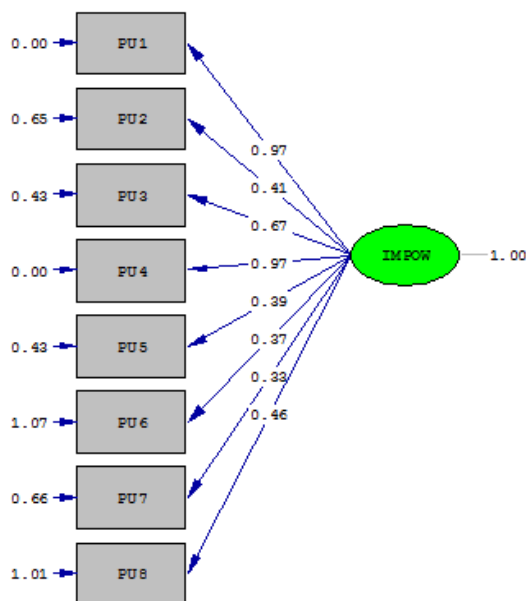 0.00 PU1
0.65 PU2
0.43 PU3
0.00 PU4
0.43 PU5
1.07 PU6
0.66 PU7
1.01 PU8
0.97
0.41
0.67
0.97
0.39
0.37
0.33
0.46
IMPOW 1.00